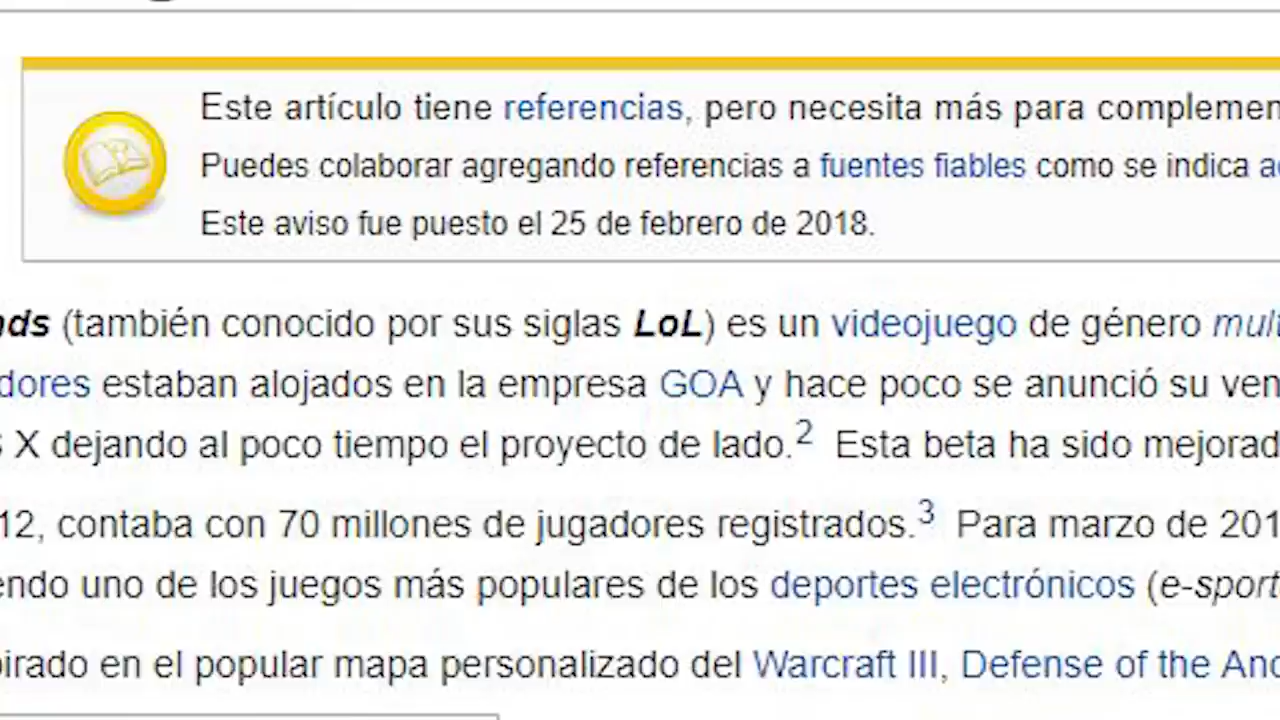 Este artículo tiene referencias, pero necesita más para complemen
Puedes colaborar agregando referencias a fuentes fiables como se indica a
Este aviso fue puesto el 25 de febrero de 2018.
nds (también conocido por sus siglas LoL) es un videojuego de género mul
dores estaban alojados en la empresa GOA y hace poco se anunció su ven
X dejando al poco tiempo el proyecto de lado.2 Esta beta ha sido mejorad
12, contaba con 70 millones de jugadores registrados.3 Para marzo de 201
endo uno de los juegos más populares de los deportes electrónicos (e-sport
pirado en el popular mapa personalizado del Warcraft III, Defense of the Anc